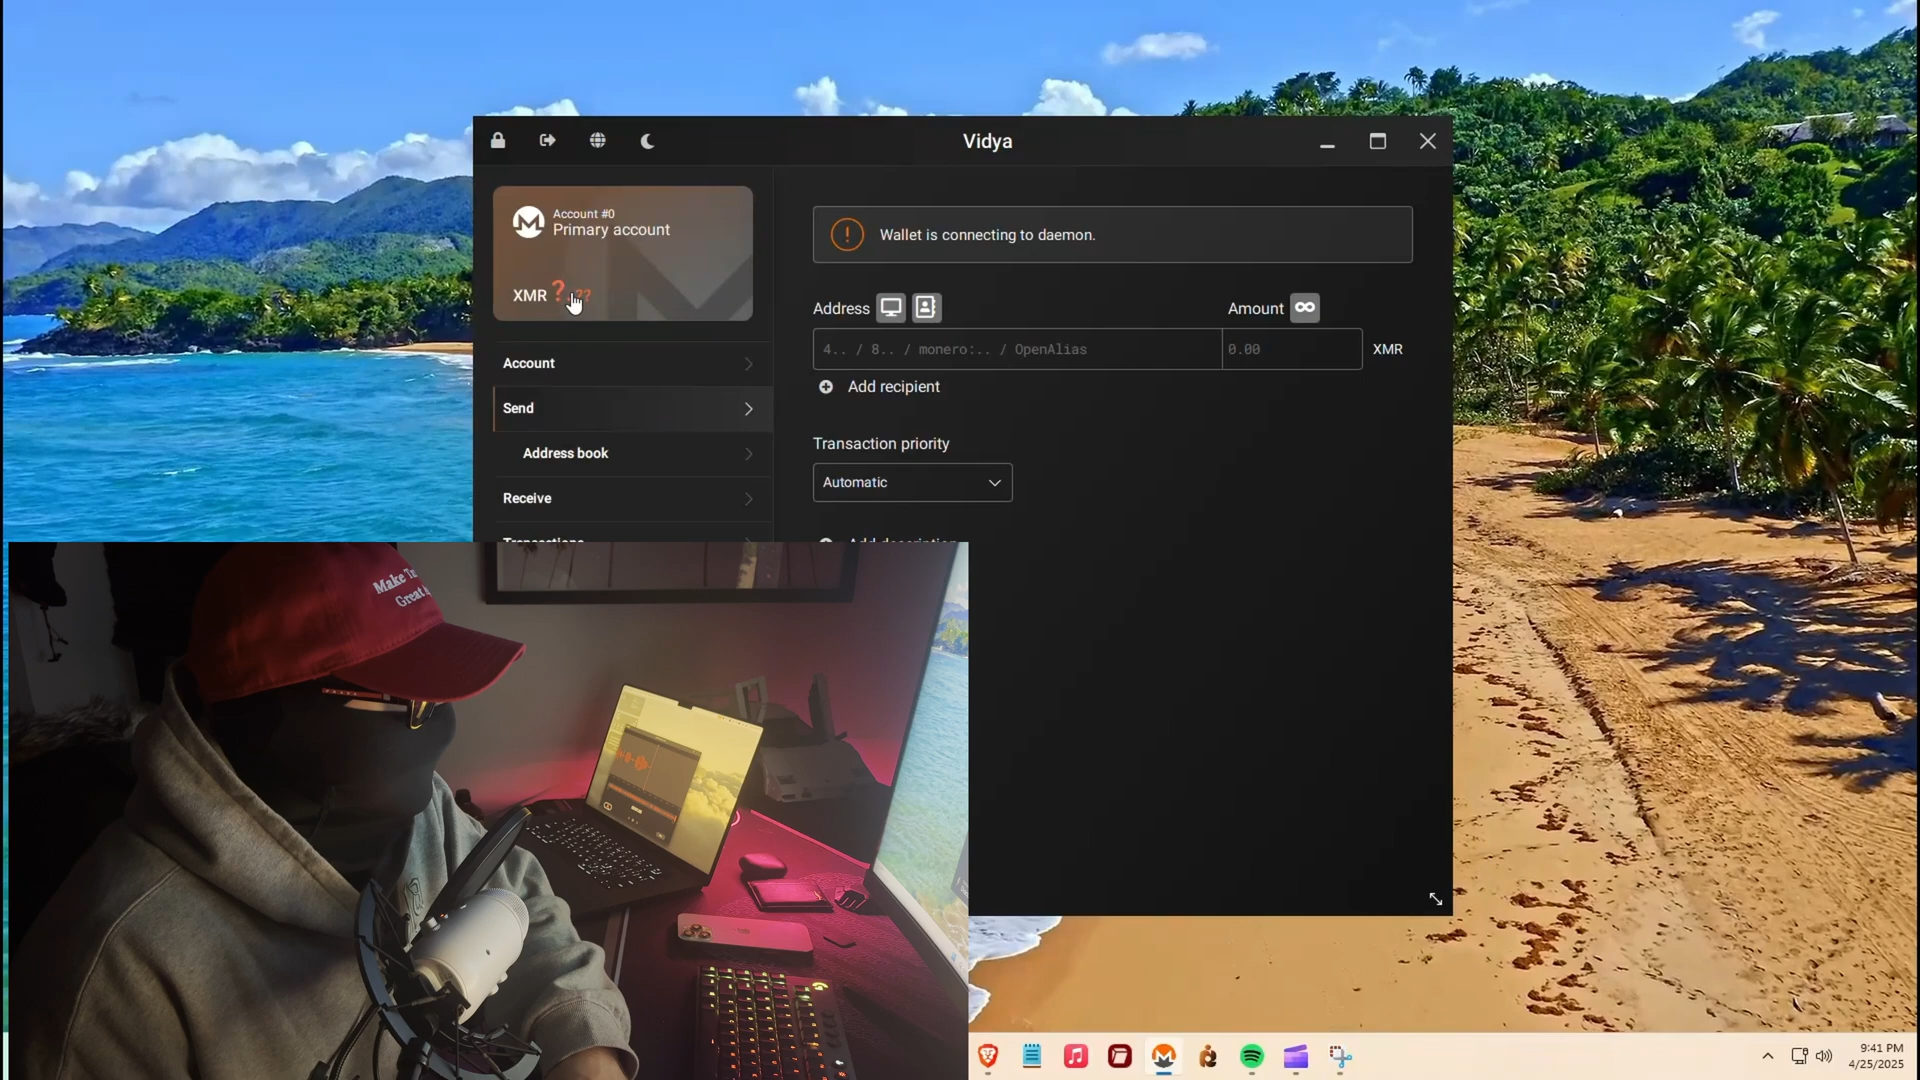 Vidya
Account #0
Primary account
XMR ?.??
Account
Send
Address book
Receive
Transactions
Wallet is connecting to daemon.
Address
Amount
4.. / 8.. / monero:.. / OpenAlias
0.00
XMR
Add recipient
Transaction priority
Automatic
Add description
Make
Great
9:41 PM
4/25/2025